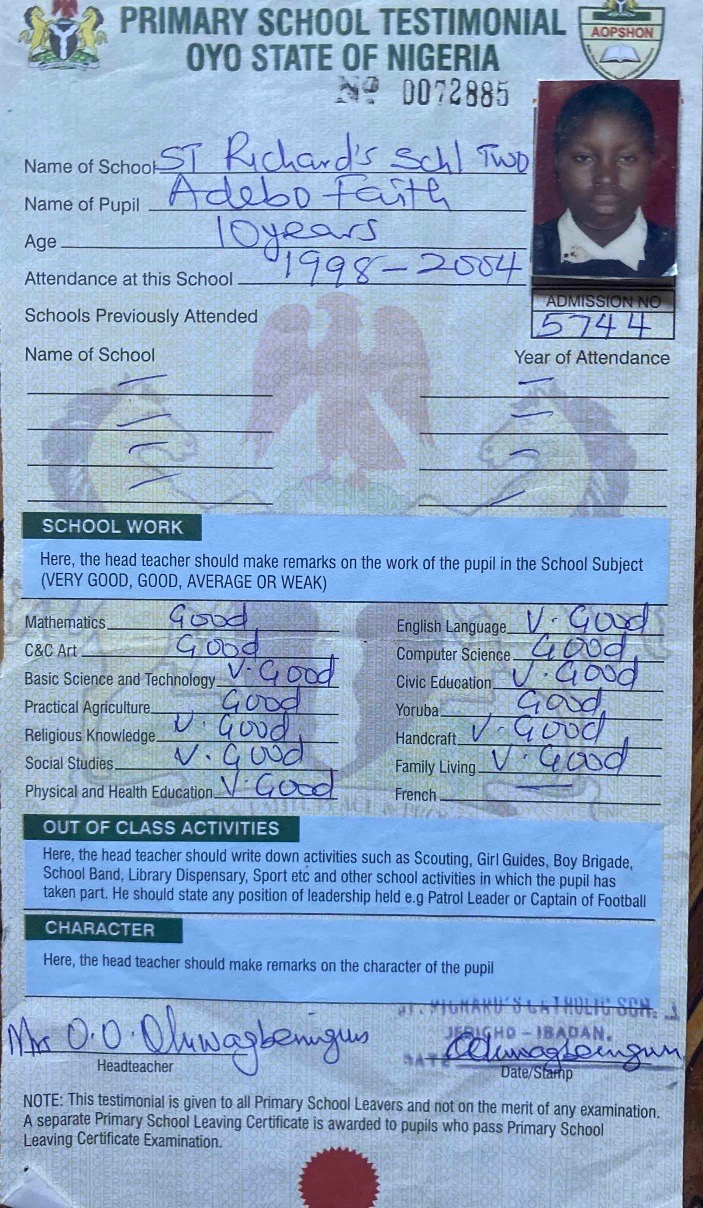 PRIMARY SCHOOL TESTIMONIAL
OYO STATE OF NIGERIA
AOPSHON
No 0072885
Name of School ST Richard's Schl Two
Name of Pupil Adebo Faith
Age 10years
Attendance at this School 1998-2004
ADMISSION NO
5744
Schools Previously Attended
Name of School Year of Attendance
SCHOOL WORK
Here, the head teacher should make remarks on the work of the pupil in the School Subject
(VERY GOOD, GOOD, AVERAGE OR WEAK)
Mathematics Good
C&C Art Good
Basic Science and Technology V. Good
Practical Agriculture Good
Religious Knowledge V. Good
Social Studies V. Good
Physical and Health Education V. Good
English Language V. Good
Computer Science Good
Civic Education V. Good
Yoruba Good
Handcraft V. Good
Family Living V. Good
French
OUT OF CLASS ACTIVITIES
Here, the head teacher should write down activities such as Scouting, Girl Guides, Boy Brigade,
School Band, Library Dispensary, Sport etc and other school activities in which the pupil has
taken part. He should state any position of leadership held e.g Patrol Leader or Captain of Football
CHARACTER
Here, the head teacher should make remarks on the character of the pupil
Mrs O.O. Oluwagbemigun
Headteacher
ST. RICHARD'S CATHOLIC SCH.
JERICHO - IBADAN.
DATE Oluwagbemigun
Date/Stamp
NOTE: This testimonial is given to all Primary School Leavers and not on the merit of any examination.
A separate Primary School Leaving Certificate is awarded to pupils who pass Primary School
Leaving Certificate Examination.